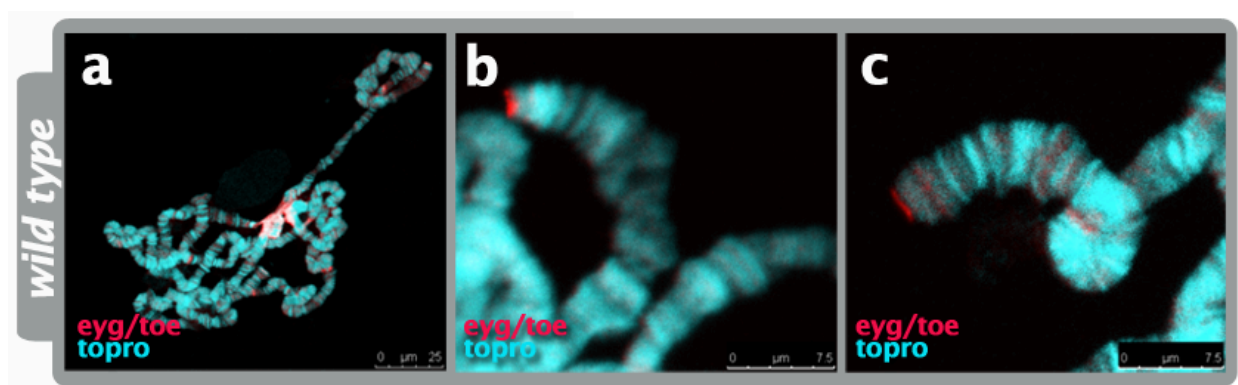 wild type
a
eyg/toe
topro
0 µm 25
b
eyg/toe
topro
0 µm 7.5
c
eyg/toe
topro
0 µm 7.5